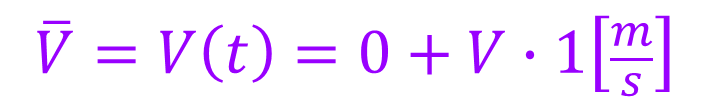 V̅ = V(t) = 0 + V · 1[m/s]